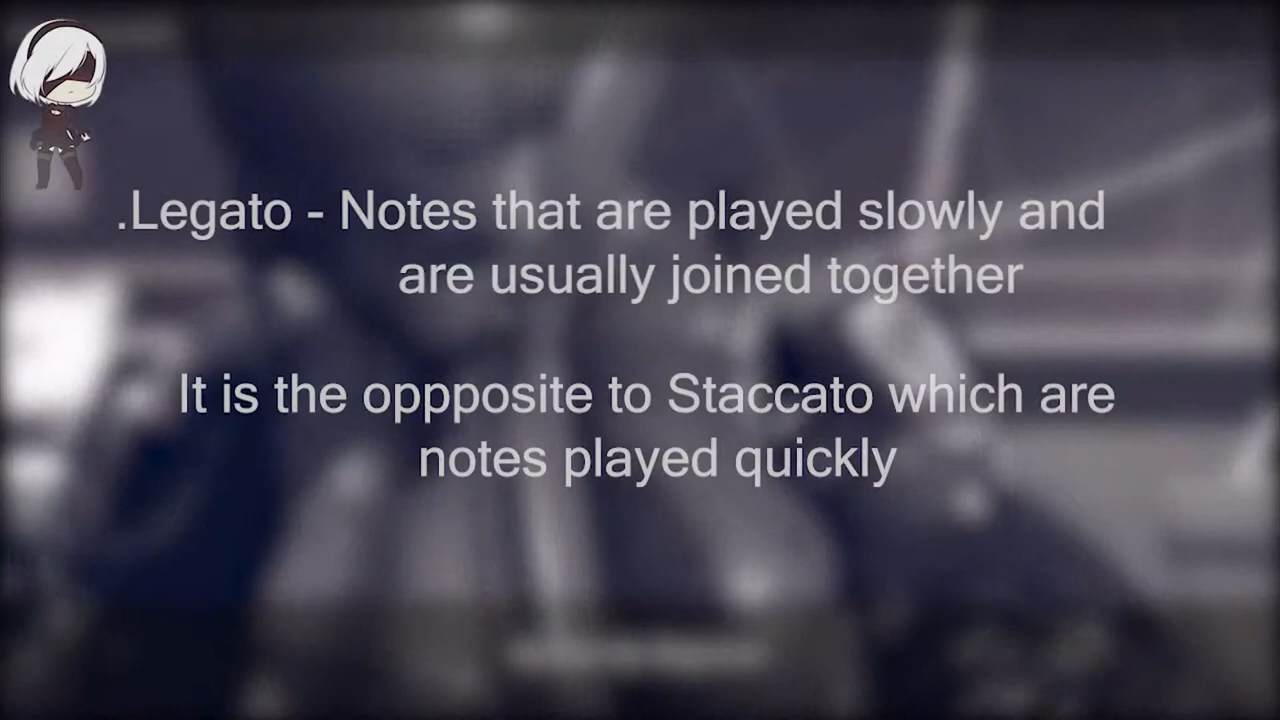 .Legato - Notes that are played slowly and
are usually joined together
It is the oppposite to Staccato which are
notes played quickly